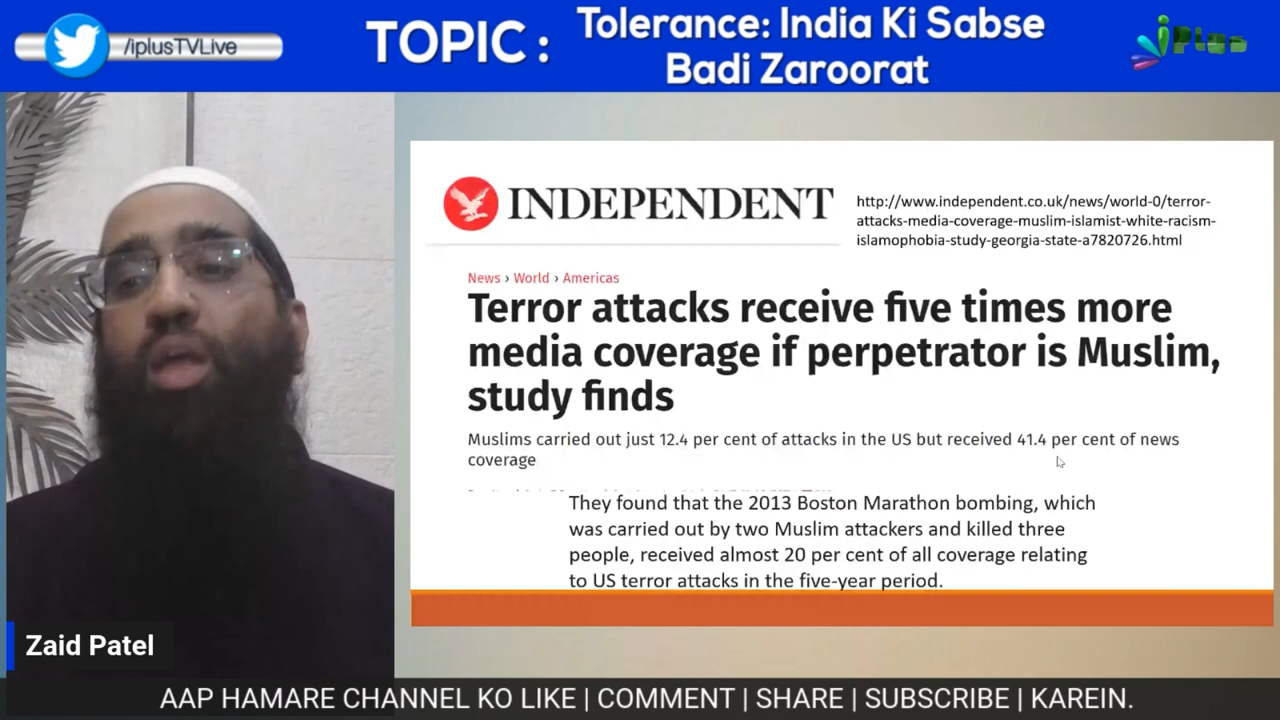 /iplusTVLive
TOPIC :
Tolerance: India Ki Sabse
Badi Zaroorat
iPlus
INDEPENDENT
http://www.independent.co.uk/news/world-0/terror-
attacks-media-coverage-muslim-islamist-white-racism-
islamophobia-study-georgia-state-a7820726.html
News › World › Americas
Terror attacks receive five times more
media coverage if perpetrator is Muslim,
study finds
Muslims carried out just 12.4 per cent of attacks in the US but received 41.4 per cent of news
coverage
They found that the 2013 Boston Marathon bombing, which
was carried out by two Muslim attackers and killed three
people, received almost 20 per cent of all coverage relating
to US terror attacks in the five-year period.
Zaid Patel
AAP HAMARE CHANNEL KO LIKE | COMMENT | SHARE | SUBSCRIBE | KAREIN.